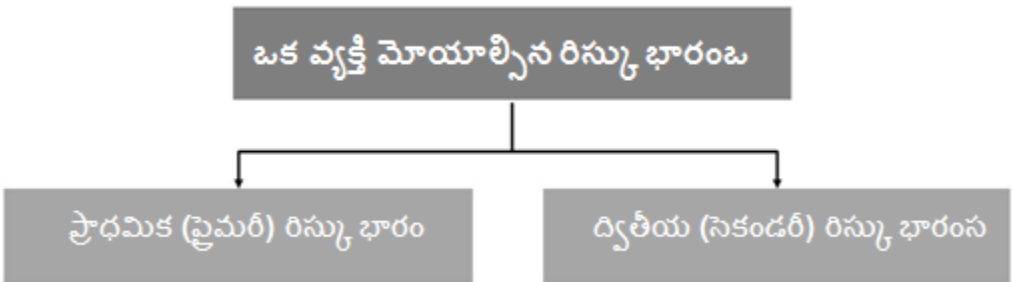 ఒక వ్యక్తి మోయాల్సిన రిస్కు భారంఒ
ప్రాధమిక (ప్రైమరీ) రిస్కు భారం
ద్వితీయ (సెకండరీ) రిస్కు భారంస